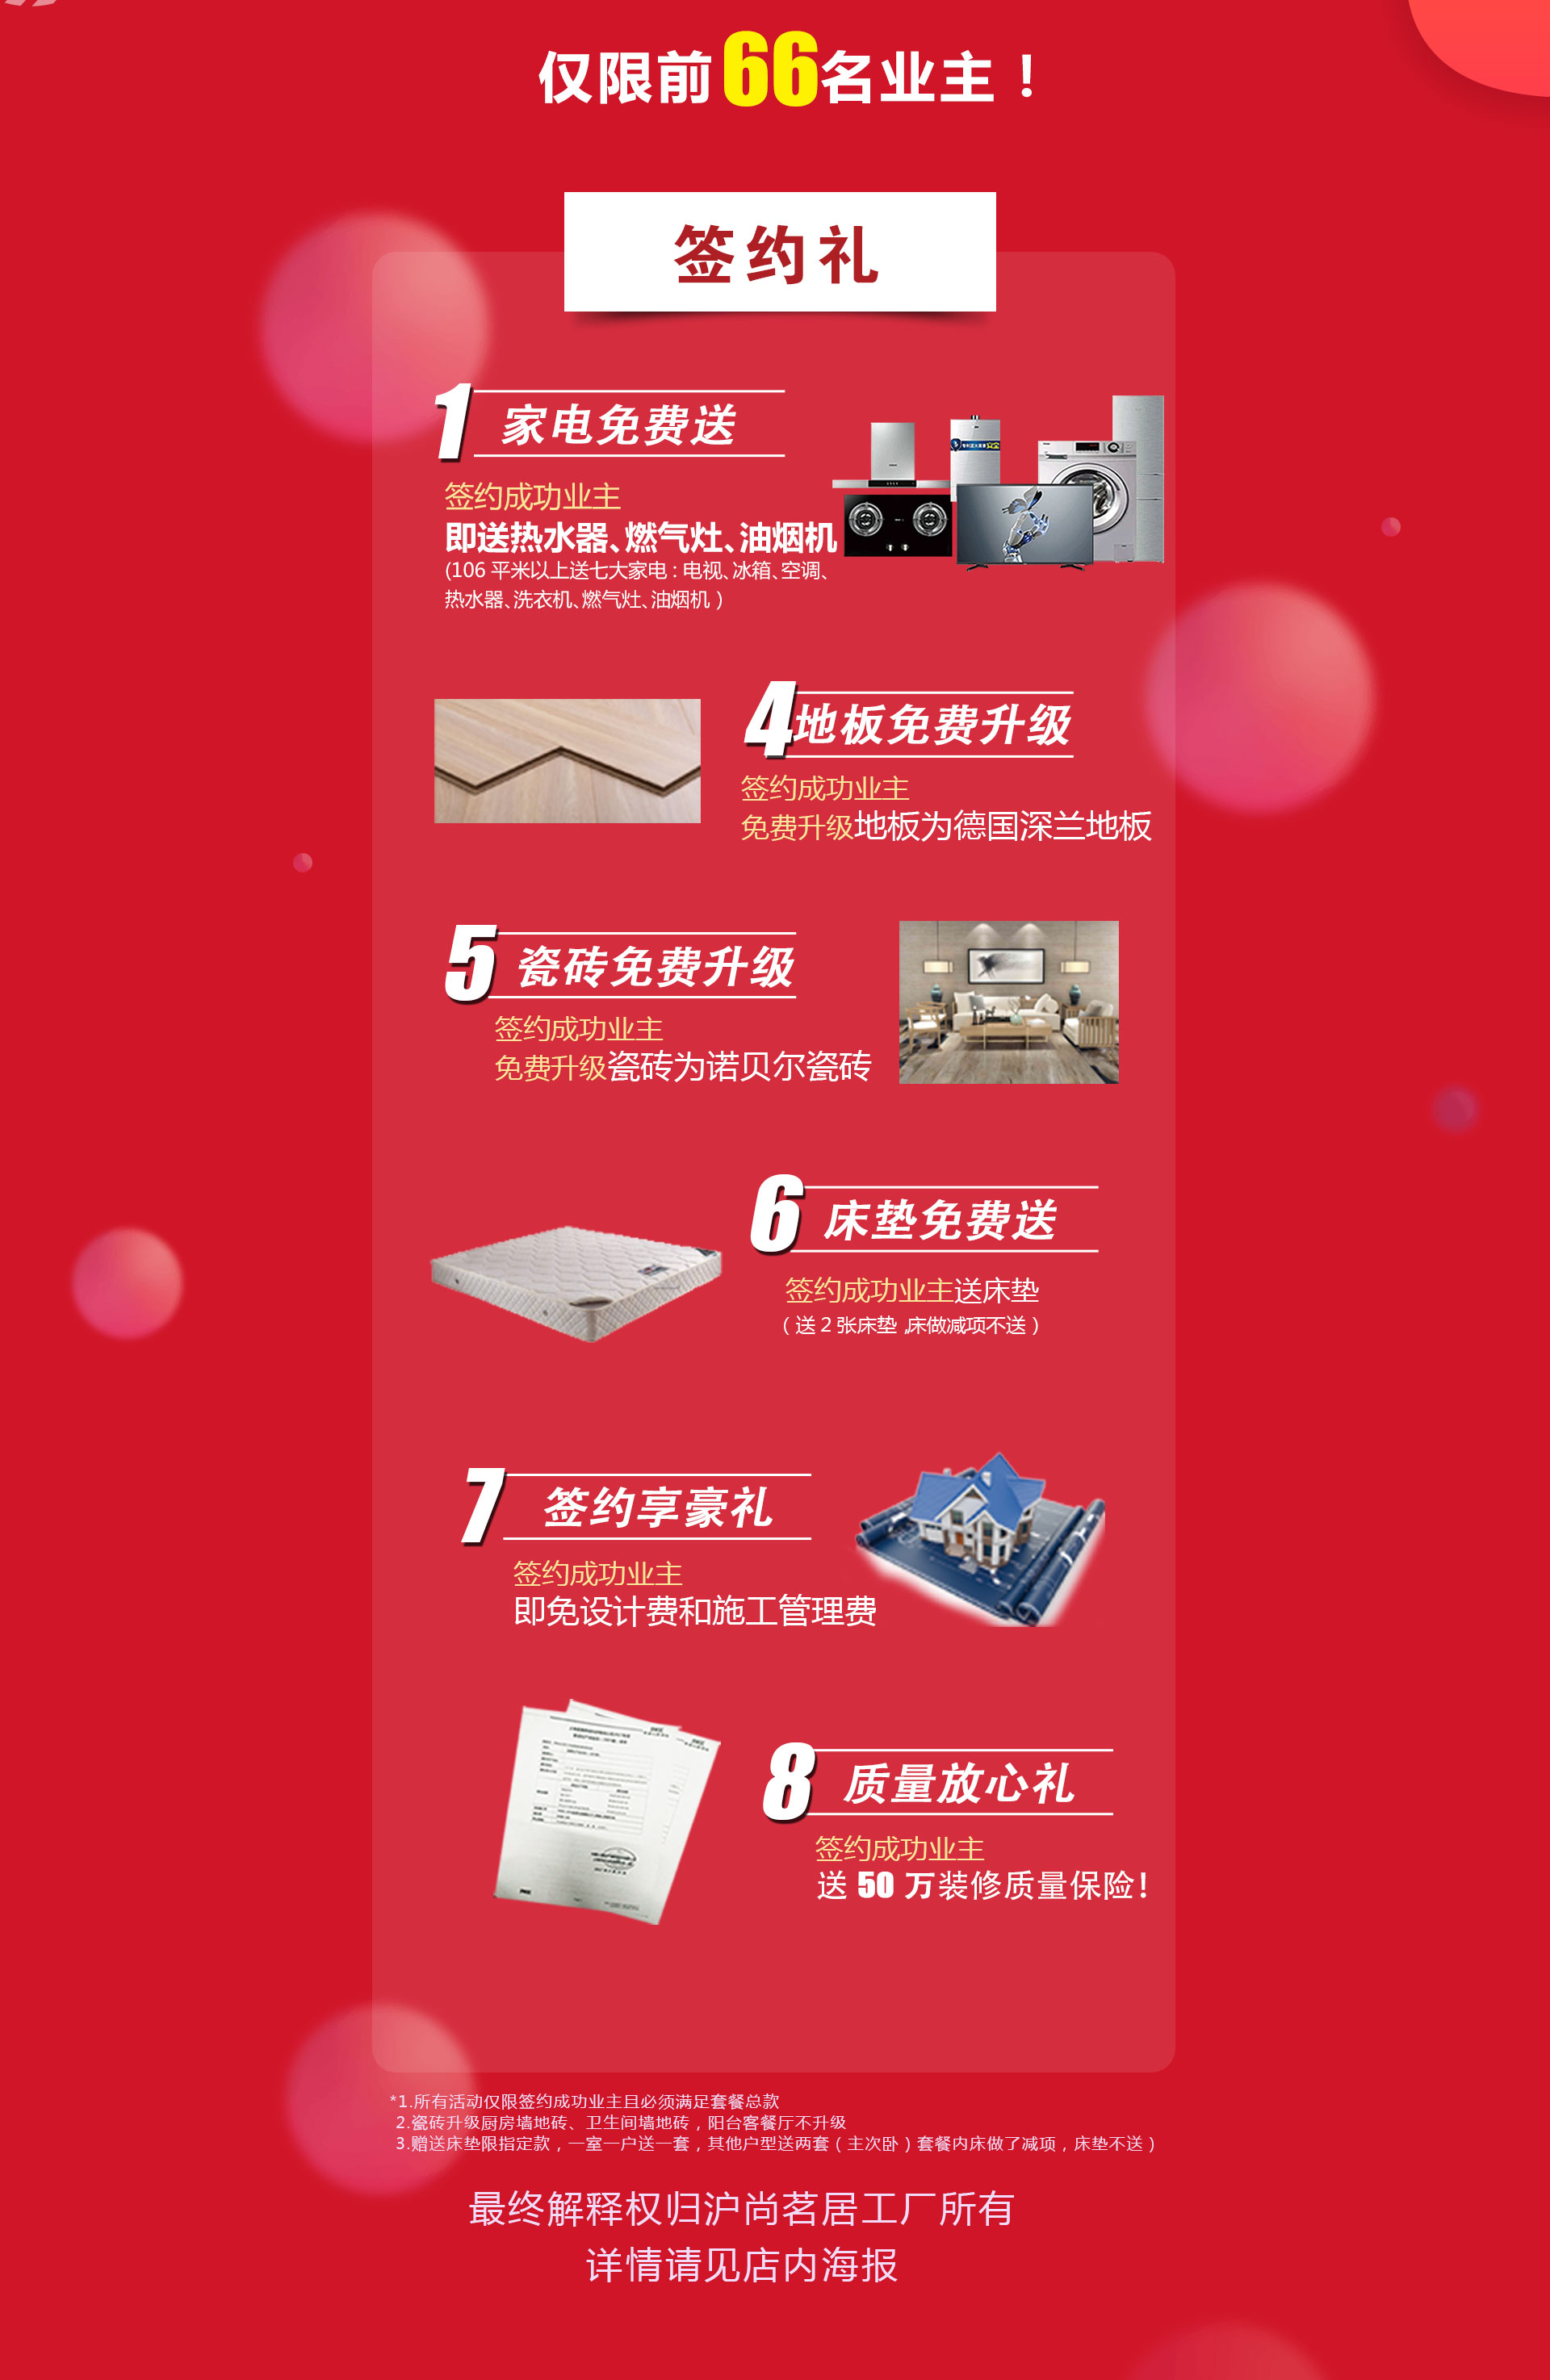 仅限前66名业主！
签约礼
1 家电免费送
签约成功业主
即送热水器、燃气灶、油烟机
(106 平米以上送七大家电：电视、冰箱、空调、
热水器、洗衣机、燃气灶、油烟机）
4 地板免费升级
签约成功业主
免费升级地板为德国深兰地板
5 瓷砖免费升级
签约成功业主
免费升级瓷砖为诺贝尔瓷砖
6 床垫免费送
签约成功业主送床垫
（送 2 张床垫，床做减项不送）
7 签约享豪礼
签约成功业主
即免设计费和施工管理费
8 质量放心礼
签约成功业主
送 50 万装修质量保险！
*1.所有活动仅限签约成功业主且必须满足套餐总款
2.瓷砖升级厨房墙地砖、卫生间墙地砖，阳台客餐厅不升级
3.赠送床垫限指定款，一室一户送一套，其他户型送两套（主次卧）套餐内床做了减项，床垫不送）
最终解释权归沪尚茗居工厂所有
详情请见店内海报